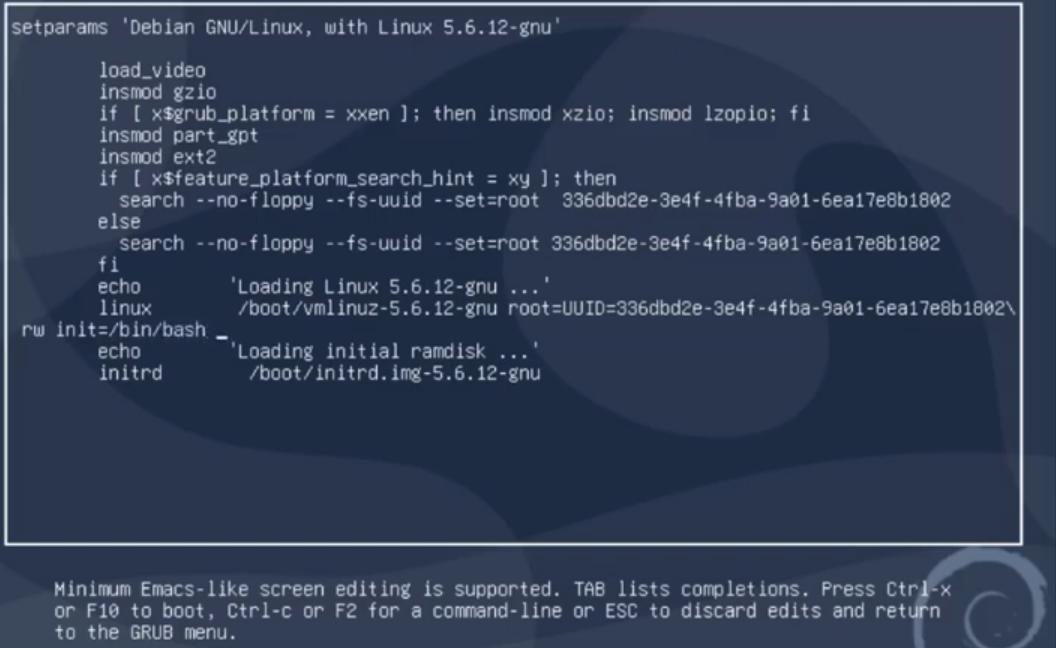 setparams 'Debian GNU/Linux, with Linux 5.6.12-gnu'
load_video
insmod gzio
if [ x$grub_platform = xxen ]; then insmod xzio; insmod lzopio; fi
insmod part_gpt
insmod ext2
if [ x$feature_platform_search_hint = xy ]; then
search --no-floppy --fs-uuid --set=root  336dbd2e-3e4f-4fba-9a01-6ea17e8b1802
else
search --no-floppy --fs-uuid --set=root 336dbd2e-3e4f-4fba-9a01-6ea17e8b1802
fi
echo 'Loading Linux 5.6.12-gnu ...'
linux /boot/vmlinuz-5.6.12-gnu root=UUID=336dbd2e-3e4f-4fba-9a01-6ea17e8b1802\
rw init=/bin/bash _
echo 'Loading initial ramdisk ...'
initrd /boot/initrd.img-5.6.12-gnu
Minimum Emacs-like screen editing is supported. TAB lists completions. Press Ctrl-x
or F10 to boot, Ctrl-c or F2 for a command-line or ESC to discard edits and return
to the GRUB menu.